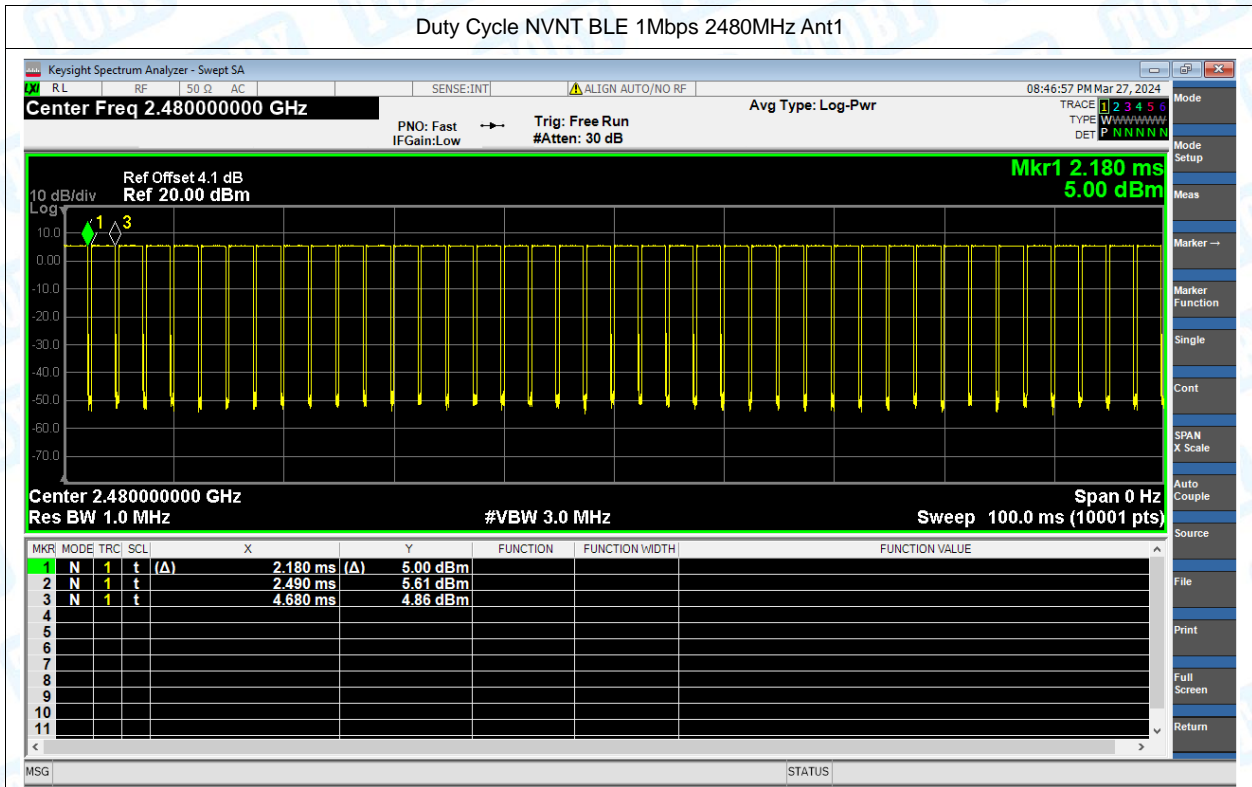 Duty Cycle NVNT BLE 1Mbps 2480MHz Ant1
Keysight Spectrum Analyzer - Swept SA
LXI RL RF 50 Ω AC SENSE:INT ALIGN AUTO/NO RF 08:46:57 PM Mar 27, 2024
Center Freq 2.480000000 GHz
Avg Type: Log-Pwr
TRACE 1 2 3 4 5 6
TYPE WWWWWW
DET P N N N N N
PNO: Fast
IFGain:Low
Trig: Free Run
#Atten: 30 dB
Mkr1 2.180 ms
5.00 dBm
Ref Offset 4.1 dB
10 dB/div Ref 20.00 dBm
Log
1 3
10.0
0.00
-10.0
-20.0
-30.0
-40.0
-50.0
-60.0
-70.0
Center 2.480000000 GHz Span 0 Hz
Res BW 1.0 MHz #VBW 3.0 MHz Sweep 100.0 ms (10001 pts)
MKR MODE TRC SCL X Y FUNCTION FUNCTION WIDTH FUNCTION VALUE
1 N 1 t (Δ) 2.180 ms (Δ) 5.00 dBm
2 N 1 t 2.490 ms 5.61 dBm
3 N 1 t 4.680 ms 4.86 dBm
4
5
6
7
8
9
10
11
MSG STATUS
Mode
Mode
Setup
Meas
Marker →
Marker
Function
Single
Cont
SPAN
X Scale
Auto
Couple
Source
File
Print
Full
Screen
Return
TOBY